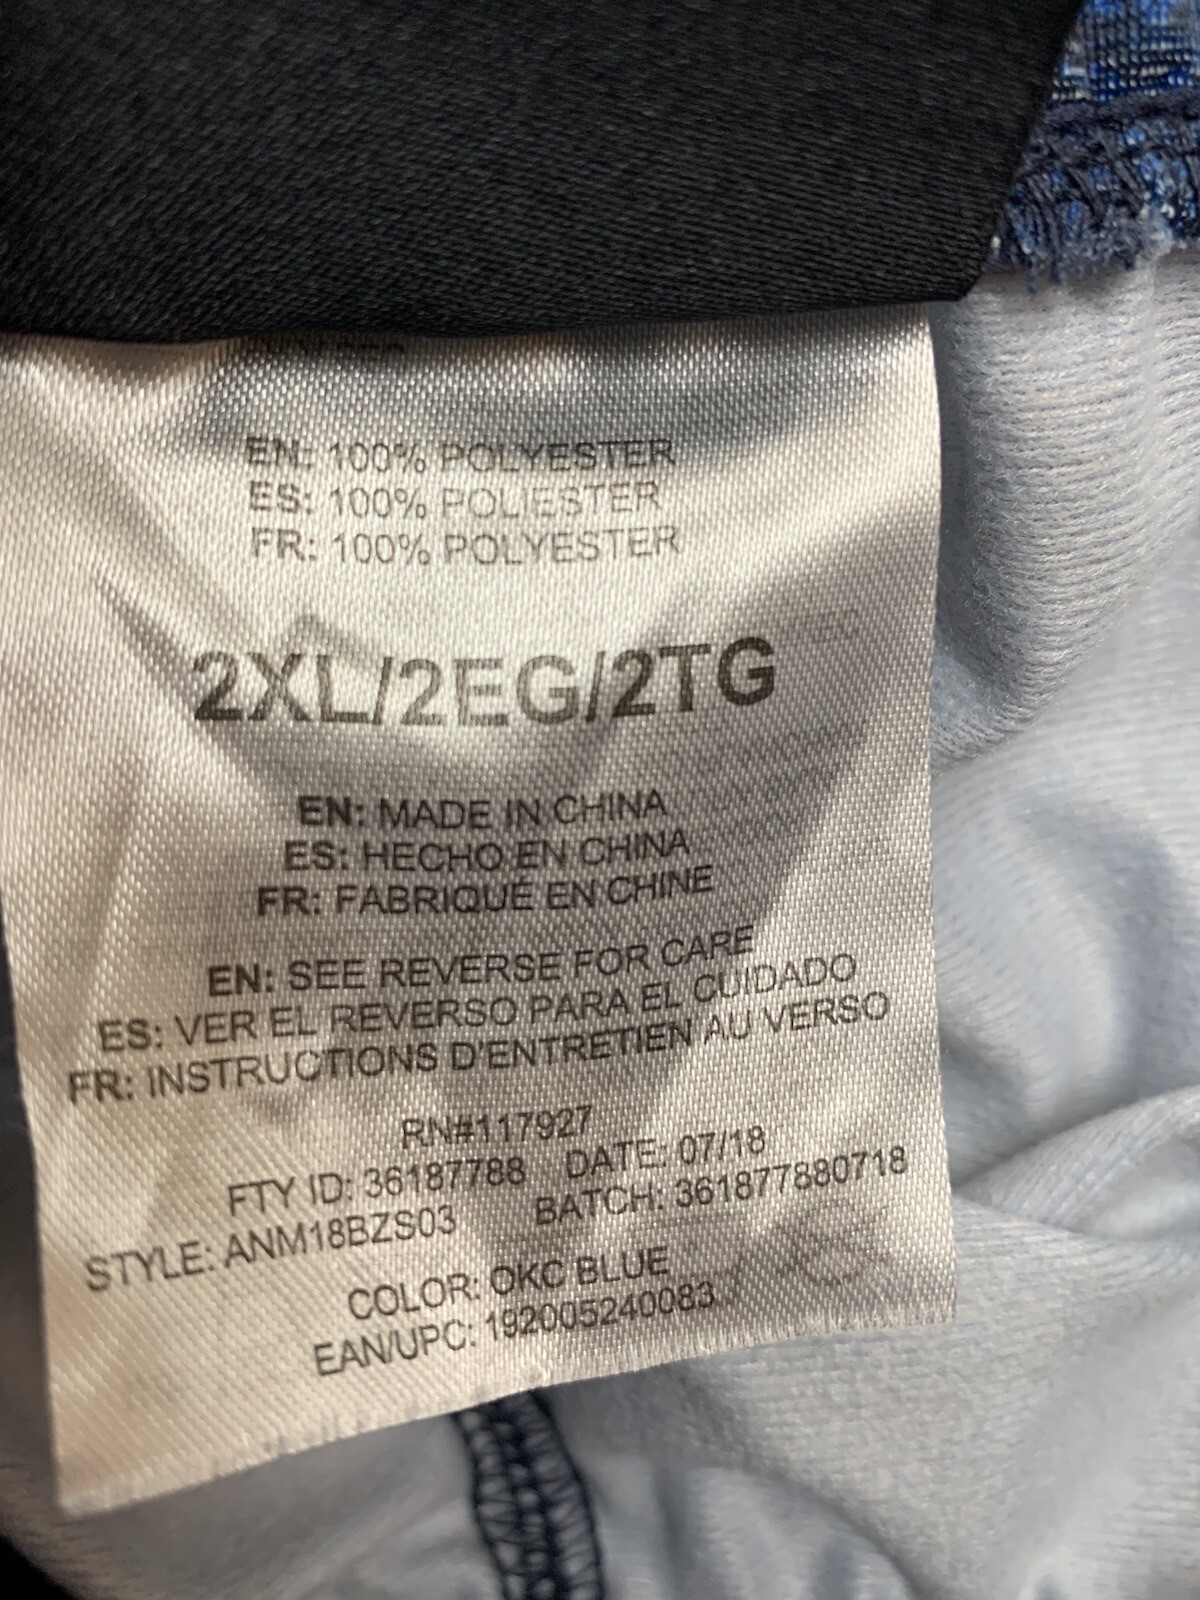 EN: 100% POLYESTER
ES: 100% POLIESTER
FR: 100% POLYESTER
2XL/2EG/2TG
EN: MADE IN CHINA
ES: HECHO EN CHINA
FR: FABRIQUÉ EN CHINE
EN: SEE REVERSE FOR CARE
ES: VER EL REVERSO PARA EL CUIDADO
FR: INSTRUCTIONS D'ENTRETIEN AU VERSO
RN#117927
FTY ID: 36187788 DATE: 07/18
STYLE: ANM18BZS03 BATCH: 361877880718
COLOR: OKC BLUE
EAN/UPC: 192005240083